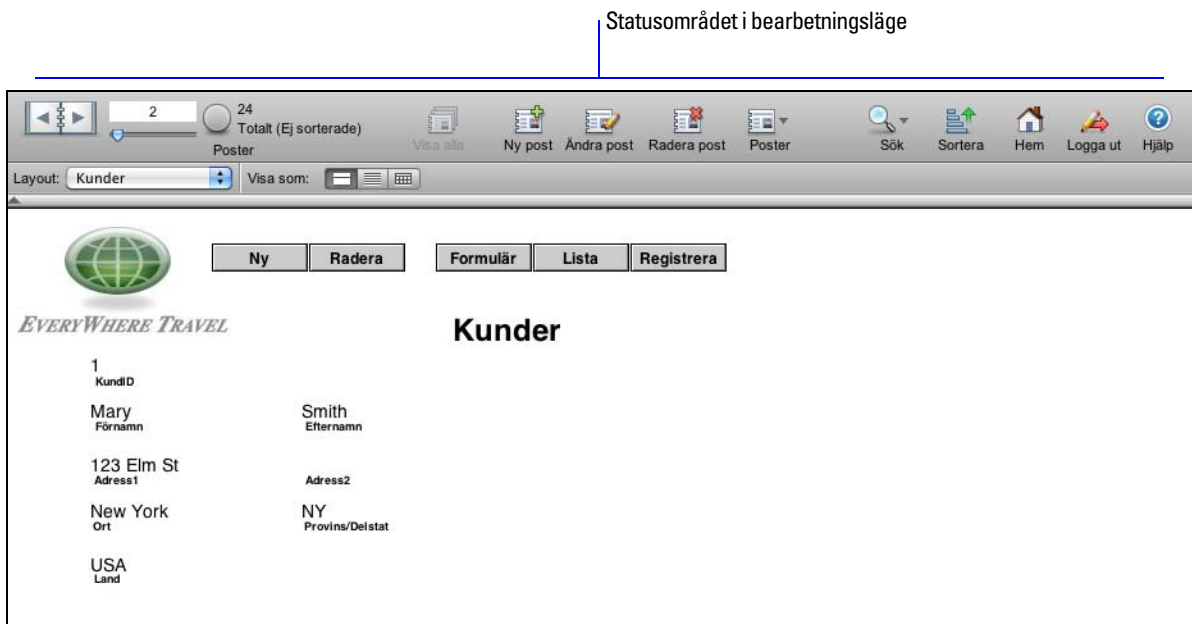 Statusområdet i bearbetningsläge
2
24
Totalt (Ej sorterade)
Poster
Visa alla
Ny post
Ändra post
Radera post
Poster
Sök
Sortera
Hem
Logga ut
Hjälp
Layout: Kunder
Visa som:
Ny
Radera
Formulär
Lista
Registrera
EVERYWHERE TRAVEL
Kunder
1
KundID
Mary
Förnamn
Smith
Efternamn
123 Elm St
Adress1
Adress2
New York
Ort
NY
Provins/Delstat
USA
Land